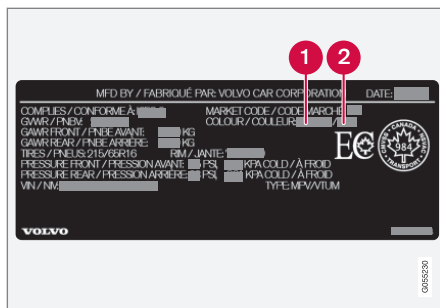 1 2
MFD BY / FABRIQUÉ PAR: VOLVO CAR CORPORATION DATE:
COMPLIES / CONFORME À: MARKET CODE / CODE MARCHÉ
GVWR / PNBV: COLOUR / COULEUR: /
GAWR FRONT / PNBE AVANT: KG
GAWR REAR / PNBE ARRIÈRE: KG
TIRES / PNEUS: 215/65R16 RIM / JANTE:
PRESSURE FRONT / PRESSION AVANT: PSI, KPA COLD / À FROID
PRESSURE REAR / PRESSION ARRIÈRE: PSI, KPA COLD / À FROID
VIN / NIV: TYPE: MPV/VTUM
EC
CANADA
984
TRANSPORT
VOLVO
G055230